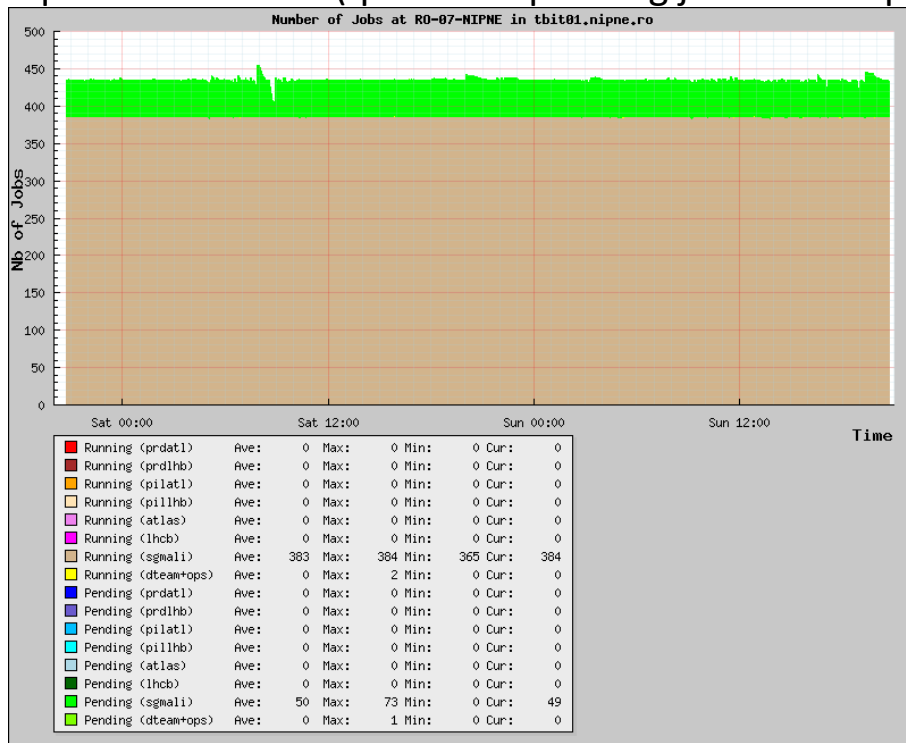 Number of Jobs at RO-07-NIPNE in tbit01.nipne.ro
500
450
400
350
300
250
200
150
100
50
0
Nb of Jobs
Sat 00:00 Sat 12:00 Sun 00:00 Sun 12:00
Time
Running (prdatl) Ave: 0 Max: 0 Min: 0 Cur: 0
Running (prdlhb) Ave: 0 Max: 0 Min: 0 Cur: 0
Running (pilatl) Ave: 0 Max: 0 Min: 0 Cur: 0
Running (pillhb) Ave: 0 Max: 0 Min: 0 Cur: 0
Running (atlas) Ave: 0 Max: 0 Min: 0 Cur: 0
Running (lhcb) Ave: 0 Max: 0 Min: 0 Cur: 0
Running (sgmali) Ave: 383 Max: 384 Min: 365 Cur: 384
Running (dteam+ops) Ave: 0 Max: 2 Min: 0 Cur: 0
Pending (prdatl) Ave: 0 Max: 0 Min: 0 Cur: 0
Pending (prdlhb) Ave: 0 Max: 0 Min: 0 Cur: 0
Pending (pilatl) Ave: 0 Max: 0 Min: 0 Cur: 0
Pending (pillhb) Ave: 0 Max: 0 Min: 0 Cur: 0
Pending (atlas) Ave: 0 Max: 0 Min: 0 Cur: 0
Pending (lhcb) Ave: 0 Max: 0 Min: 0 Cur: 0
Pending (sgmali) Ave: 50 Max: 73 Min: 0 Cur: 49
Pending (dteam+ops) Ave: 0 Max: 1 Min: 0 Cur: 0